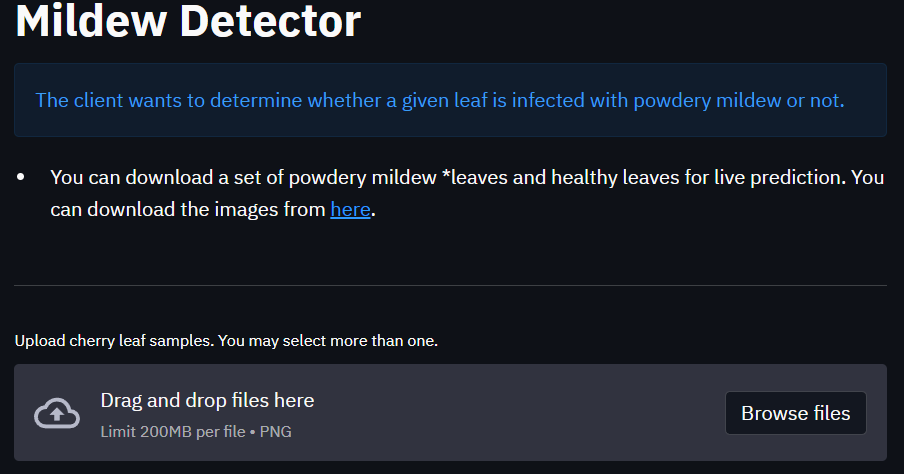 Mildew Detector
The client wants to determine whether a given leaf is infected with powdery mildew or not.
• You can download a set of powdery mildew *leaves and healthy leaves for live prediction. You
can download the images from here.
Upload cherry leaf samples. You may select more than one.
Drag and drop files here
Limit 200MB per file • PNG
Browse files